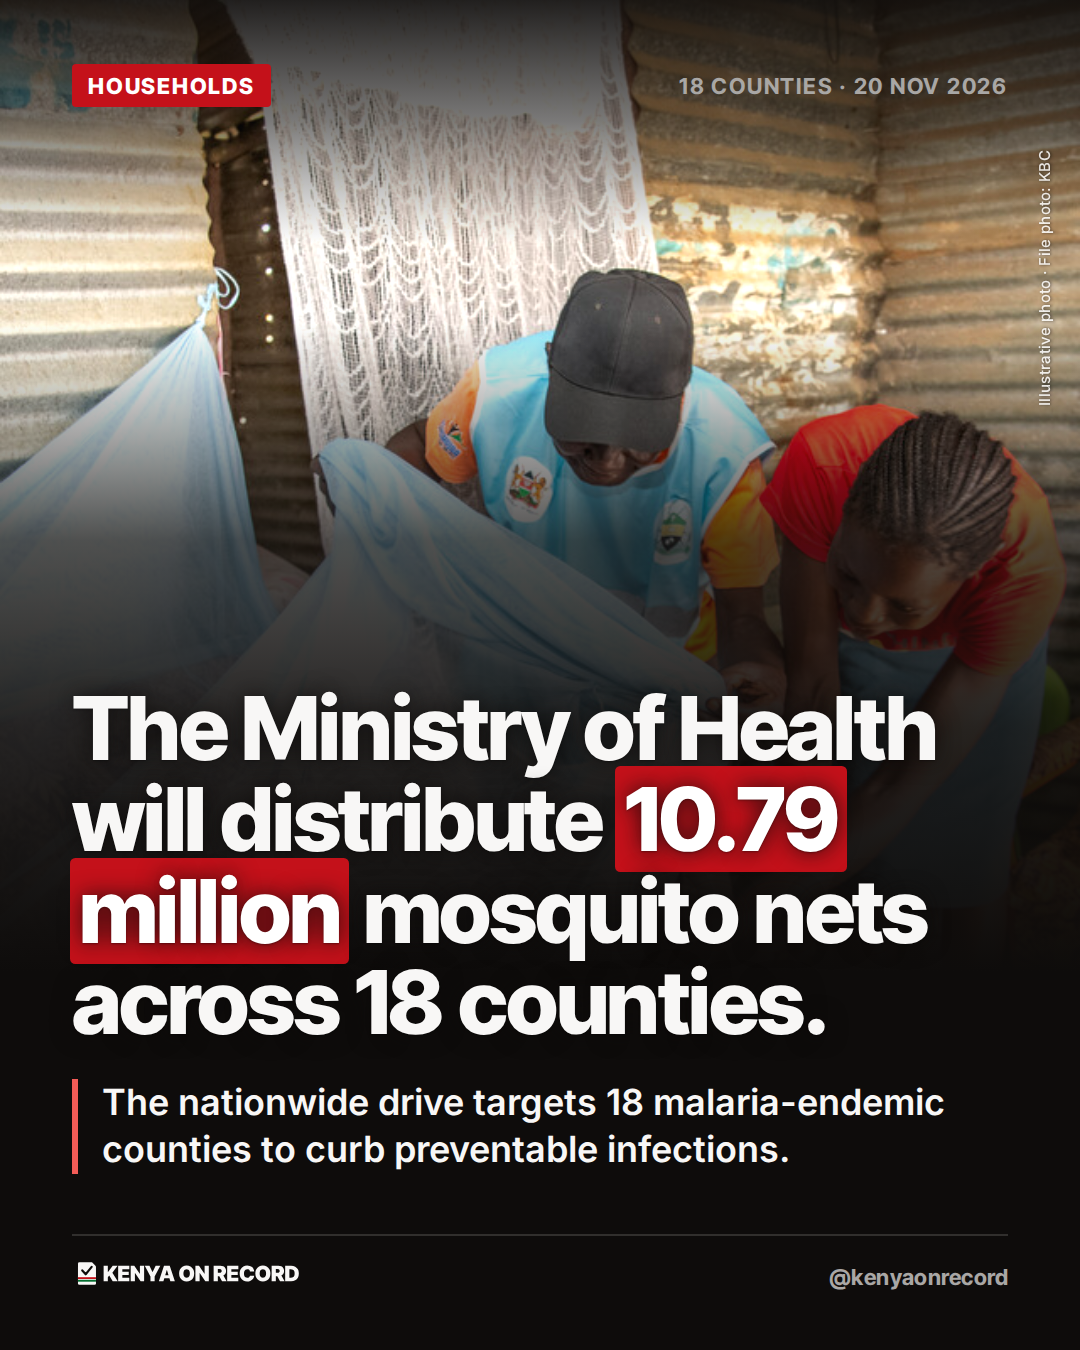 HOUSEHOLDS
18 COUNTIES · 20 NOV 2026
Illustrative photo · File photo: KBC
The Ministry of Health
will distribute 10.79
million mosquito nets
across 18 counties.
The nationwide drive targets 18 malaria-endemic
counties to curb preventable infections.
KENYA ON RECORD
@kenyaonrecord